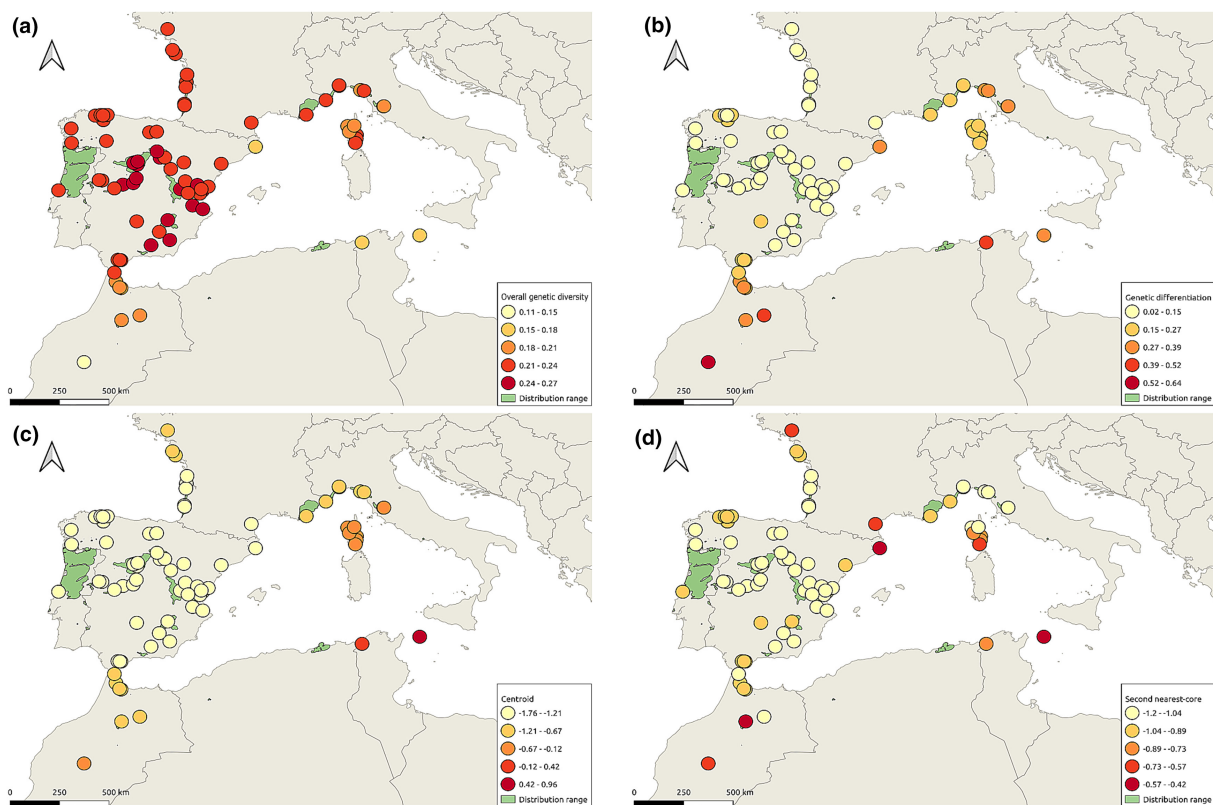 (a)
Overall genetic diversity
0.11 - 0.15
0.15 - 0.18
0.18 - 0.21
0.21 - 0.24
0.24 - 0.27
Distribution range
0 250 500 km
(b)
Genetic differentiation
0.02 - 0.15
0.15 - 0.27
0.27 - 0.39
0.39 - 0.52
0.52 - 0.64
Distribution range
0 250 500 km
(c)
Centroid
-1.76 - -1.21
-1.21 - -0.67
-0.67 - -0.12
-0.12 - 0.42
0.42 - 0.96
Distribution range
0 250 500 km
(d)
Second nearest-core
-1.2 - -1.04
-1.04 - -0.89
-0.89 - -0.73
-0.73 - -0.57
-0.57 - -0.42
Distribution range
0 250 500 km